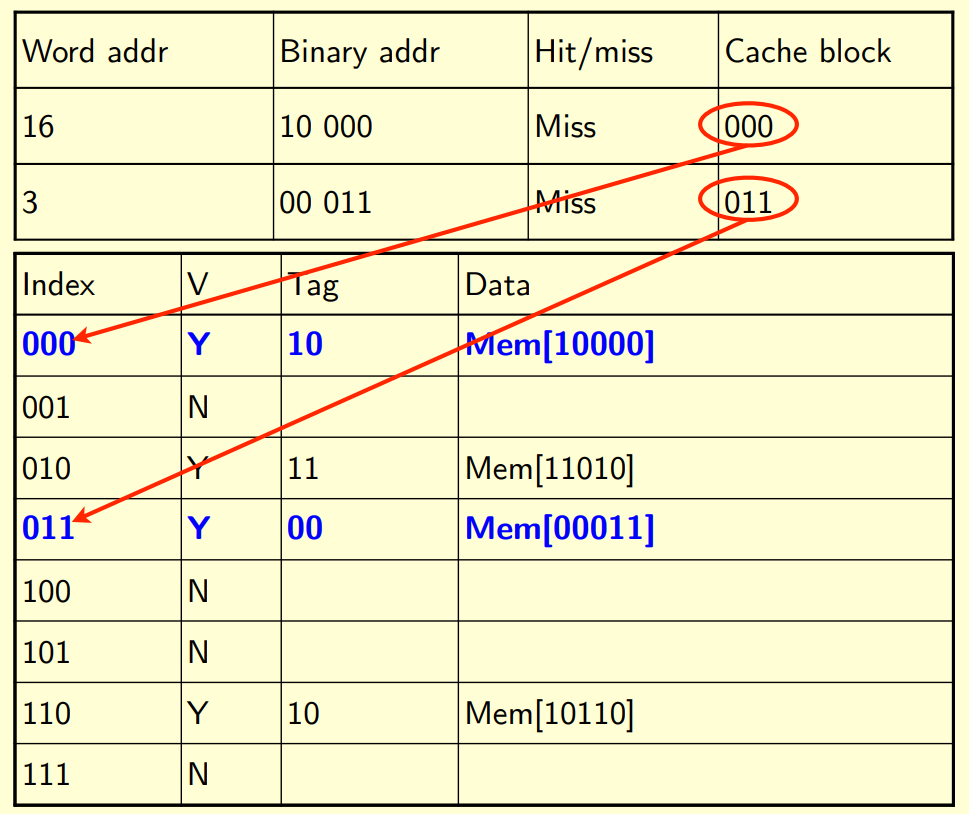 Word addr Binary addr Hit/miss Cache block
16 10 000 Miss 000
3 00 011 Miss 011
Index V Tag Data
000 Y 10 Mem[10000]
001 N
010 Y 11 Mem[11010]
011 Y 00 Mem[00011]
100 N
101 N
110 Y 10 Mem[10110]
111 N